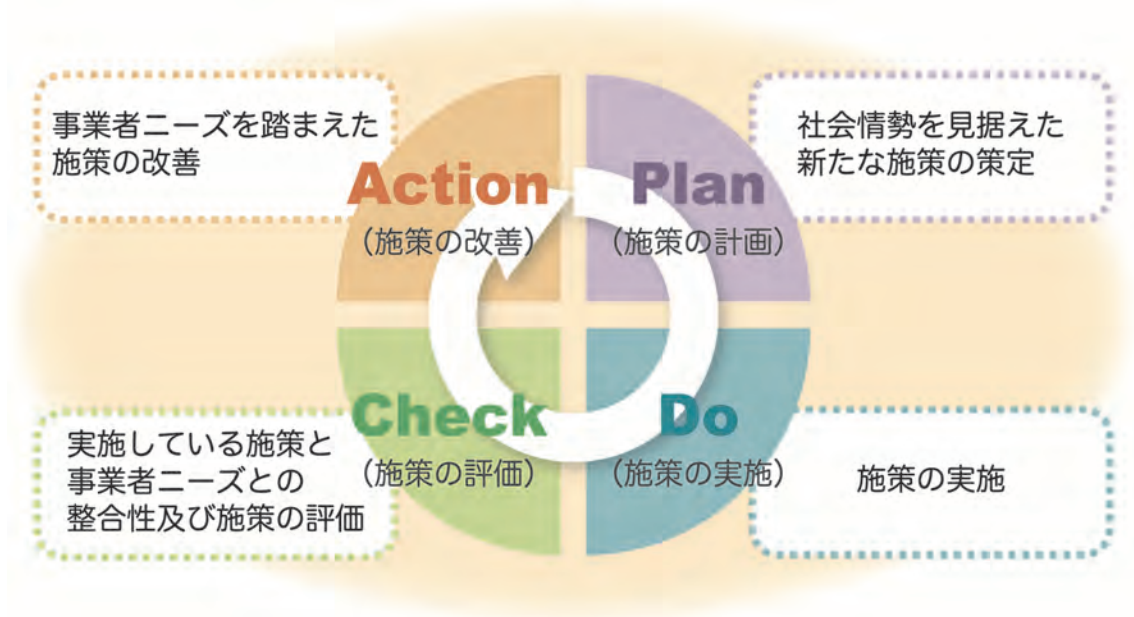 事業者ニーズを踏まえた
施策の改善
Action
（施策の改善）
Plan
（施策の計画）
社会情勢を見据えた
新たな施策の策定
実施している施策と
事業者ニーズとの
整合性及び施策の評価
Check
（施策の評価）
Do
（施策の実施）
施策の実施